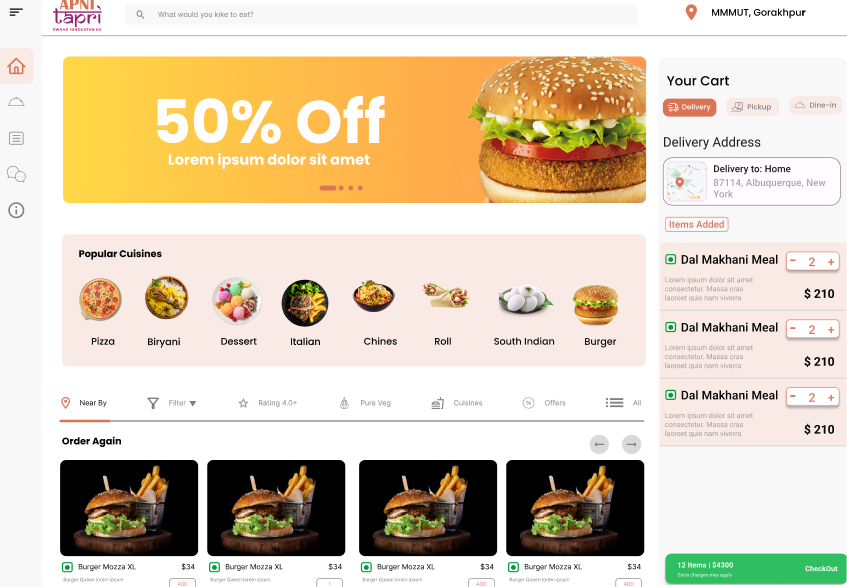 APNI
tapri
SWAAD HINDUSTAN KA
What would you kike to eat?
MMMUT, Gorakhpur
50% Off
Lorem ipsum dolor sit amet
Your Cart
Delivery
Pickup
Dine-in
Delivery Address
Delivery to: Home
87114, Albuquerque, New
York
Items Added
Dal Makhani Meal
- 2 +
Lorem ipsum dolor sit amet
consectetur. Massa cras
laoreet quis nam viverra
$ 210
Dal Makhani Meal
- 2 +
Lorem ipsum dolor sit amet
consectetur. Massa cras
laoreet quis nam viverra
$ 210
Dal Makhani Meal
- 2 +
Lorem ipsum dolor sit amet
consectetur. Massa cras
laoreet quis nam viverra
$ 210
12 Items | $4300
Extra charges may apply
CheckOut
Popular Cuisines
Pizza
Biryani
Dessert
Italian
Chines
Roll
South Indian
Burger
Near By
Filter
Rating 4.0+
Pure Veg
Cuisines
% Offers
All
Order Again
Burger Mozza XL $34
Burger Queen lorem ipsum
ADD
Burger Mozza XL $34
Burger Queen lorem ipsum
1
Burger Mozza XL $34
Burger Queen lorem ipsum
ADD
Burger Mozza XL $34
Burger Queen lorem ipsum
ADD